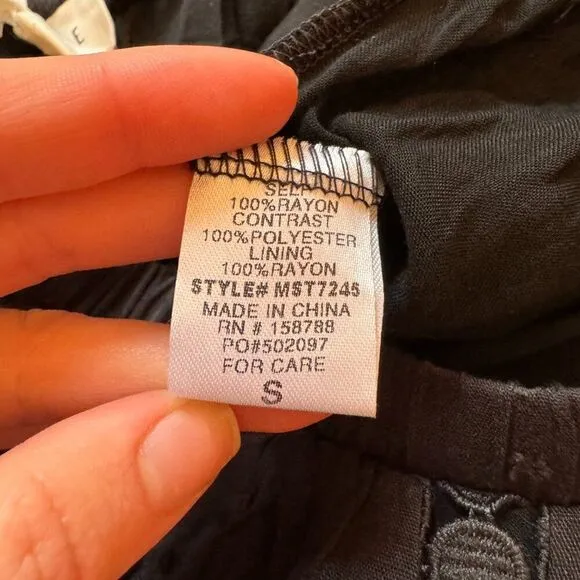 E
SELF
100%RAYON
CONTRAST
100%POLYESTER
LINING
100%RAYON
STYLE# MST7245
MADE IN CHINA
RN # 158788
PO#502097
FOR CARE
S